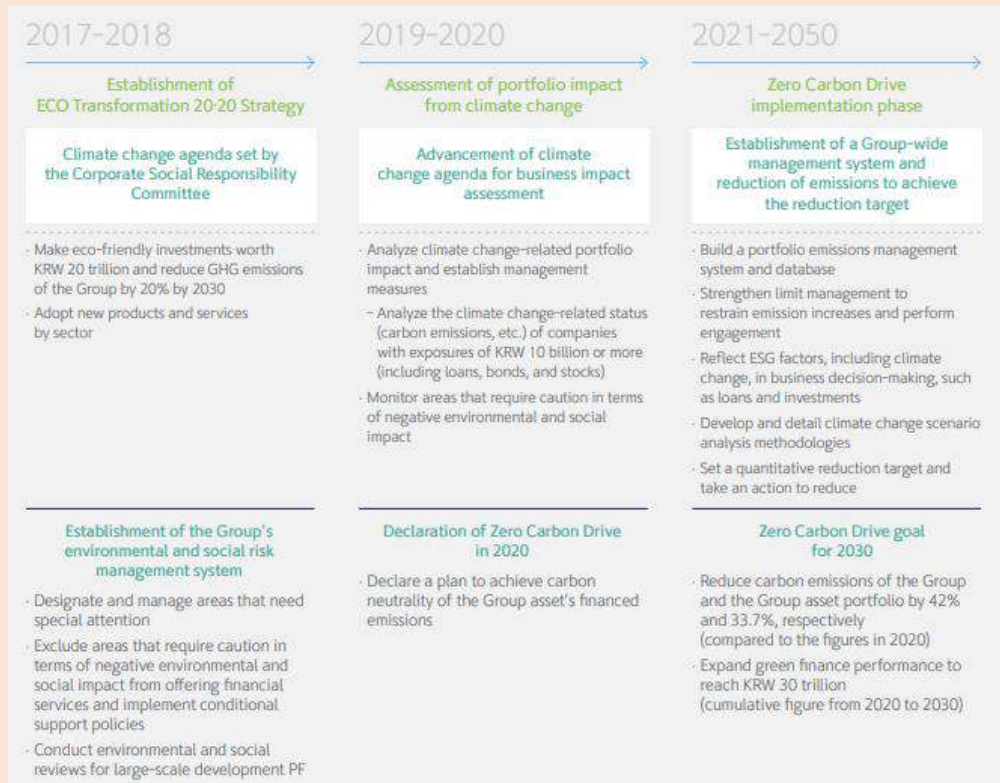 2017-2018
Establishment of
ECO Transformation 20·20 Strategy
Climate change agenda set by
the Corporate Social Responsibility
Committee
· Make eco-friendly investments worth
KRW 20 trillion and reduce GHG emissions
of the Group by 20% by 2030
· Adopt new products and services
by sector
Establishment of the Group's
environmental and social risk
management system
· Designate and manage areas that need
special attention
· Exclude areas that require caution in
terms of negative environmental and
social impact from offering financial
services and implement conditional
support policies
· Conduct environmental and social
reviews for large-scale development PF
2019-2020
Assessment of portfolio impact
from climate change
Advancement of climate
change agenda for business impact
assessment
· Analyze climate change-related portfolio
impact and establish management
measures
– Analyze the climate change-related status
(carbon emissions, etc.) of companies
with exposures of KRW 10 billion or more
(including loans, bonds, and stocks)
· Monitor areas that require caution in terms
of negative environmental and social
impact
Declaration of Zero Carbon Drive
in 2020
· Declare a plan to achieve carbon
neutrality of the Group asset's financed
emissions
2021-2050
Zero Carbon Drive
implementation phase
Establishment of a Group-wide
management system and
reduction of emissions to achieve
the reduction target
· Build a portfolio emissions management
system and database
· Strengthen limit management to
restrain emission increases and perform
engagement
· Reflect ESG factors, including climate
change, in business decision-making, such
as loans and investments
· Develop and detail climate change scenario
analysis methodologies
· Set a quantitative reduction target and
take an action to reduce
Zero Carbon Drive goal
for 2030
· Reduce carbon emissions of the Group
and the Group asset portfolio by 42%
and 33.7%, respectively
(compared to the figures in 2020)
· Expand green finance performance to
reach KRW 30 trillion
(cumulative figure from 2020 to 2030)